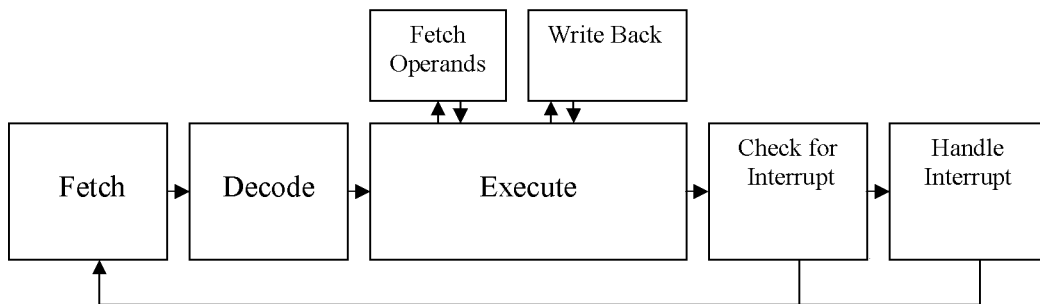 Fetch
Operands
Write Back
Fetch
Decode
Execute
Check for
Interrupt
Handle
Interrupt